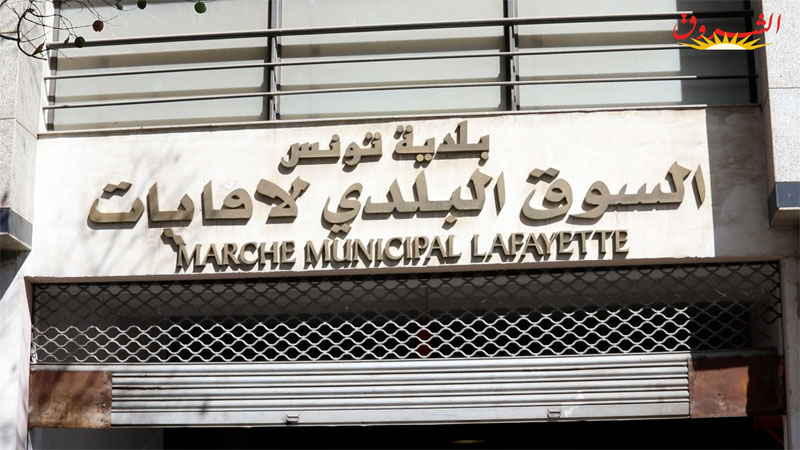 الشروق
بلدية تونس
السوق البلدي لافايات
MARCHE MUNICIPAL LAFAYETTE